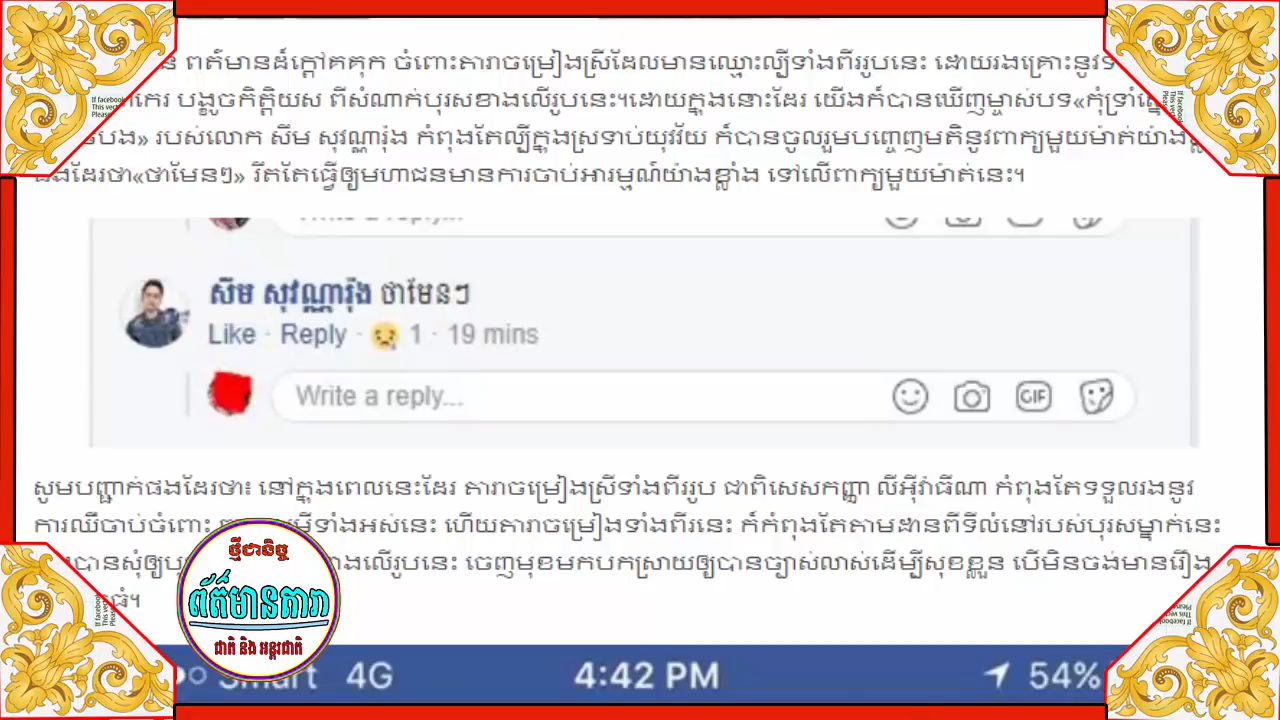 ពត៌មានដ៏ក្តៅគគុក ចំពោះតារាចម្រៀងស្រីដែលមានឈ្មោះល្បីទាំងពីររូបនេះ ដោយរងគ្រោះនូវ
បង្ខូចកិត្តិយស ពីសំណាក់បុរសខាងលើរូបនេះ។ដោយក្នុងនោះដែរ យើងក៍បានឃើញម្ចាស់បទ«កុំទ្រាំ
របស់លោក ស៊ីម សុវណ្ណារ៉ុង កំពុងតែល្បីក្នុងស្រទាប់យុវវ័យ ក៍បានចូលរួមបញ្ចេញមតិនូវពាក្យមួយម៉ាត់យ៉ាង
ផងដែរថា«ថាមែនៗ» រឹតតែធ្វើឲ្យមហាជនមានការចាប់អារម្មណ៍យ៉ាងខ្លាំង ទៅលើពាក្យមួយម៉ាត់នេះ។
Write a reply...
ស៊ីម សុវណ្ណារ៉ុង ថាមែនៗ
Like · Reply · 1 · 19 mins
Write a reply...
GIF
សូមបញ្ជាក់ផងដែរថា៖ នៅក្នុងពេលនេះដែរ តារាចម្រៀងស្រីទាំងពីររូប ជាពិសេសកញ្ញា លីអ៊ីវ៉ាធីណា កំពុងតែទទួលរងនូវ
ការឈឺចាប់ចំពោះ ទាំងអស់នេះ ហើយតារាចម្រៀងទាំងពីរនេះ ក៍កំពុងតែតាមដានពីទីលំនៅរបស់បុរសម្នាក់នេះ
បានសុំឲ្យ ខាងលើរូបនេះ ចេញមុខមកបកស្រាយឲ្យបានច្បាស់លាស់ដើម្បីសុខខ្លួន បើមិនចង់មានរឿង
ធំ។
ថ្មីជានិច្ច
ព័ត៌មានតារា
ជាតិ និង អន្តរជាតិ
Smart 4G 4:42 PM 54%